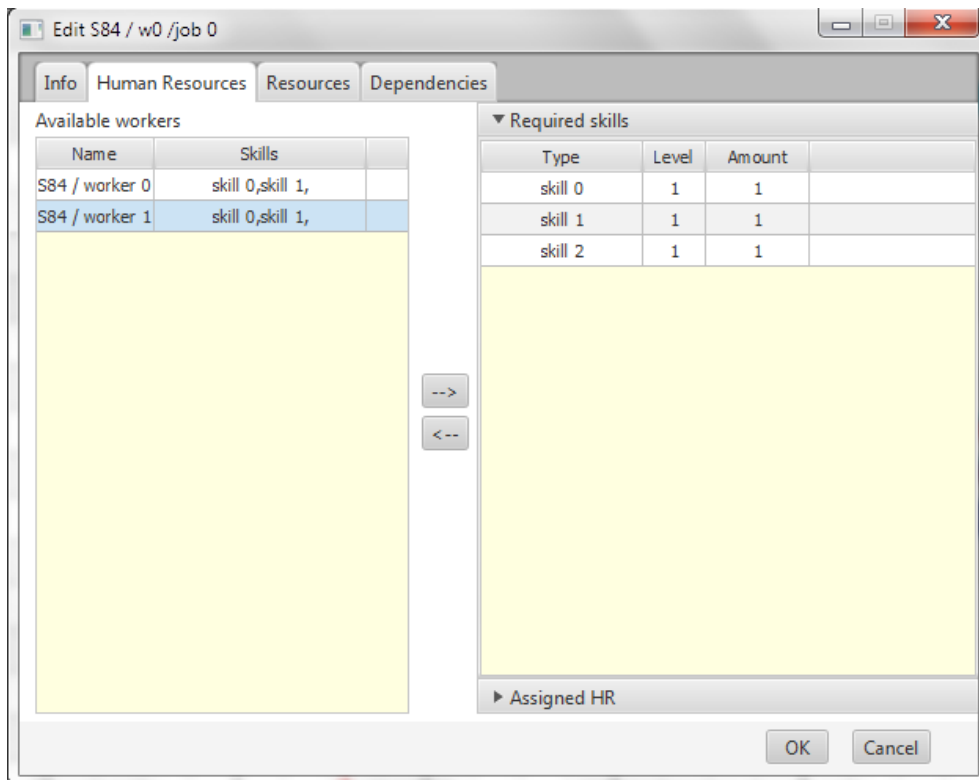 Edit S84 / w0 /job 0
Info Human Resources Resources Dependencies
Available workers
Name Skills
S84 / worker 0 skill 0,skill 1,
S84 / worker 1 skill 0,skill 1,
-->
<--
Required skills
Type Level Amount
skill 0 1 1
skill 1 1 1
skill 2 1 1
Assigned HR
OK Cancel